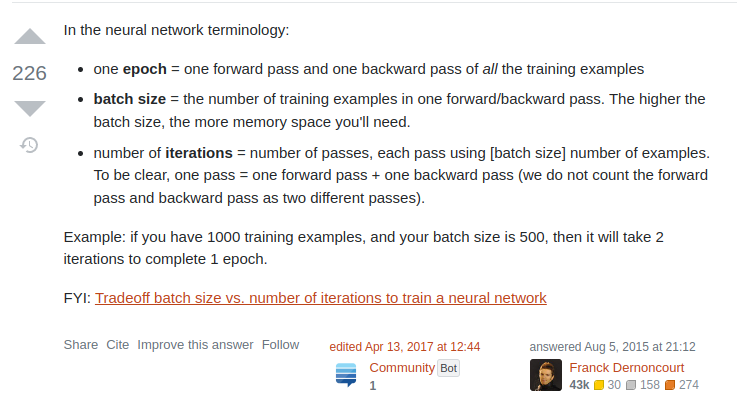 In the neural network terminology:
226
• one epoch = one forward pass and one backward pass of all the training examples
• batch size = the number of training examples in one forward/backward pass. The higher the
batch size, the more memory space you'll need.
• number of iterations = number of passes, each pass using [batch size] number of examples.
To be clear, one pass = one forward pass + one backward pass (we do not count the forward
pass and backward pass as two different passes).
Example: if you have 1000 training examples, and your batch size is 500, then it will take 2
iterations to complete 1 epoch.
FYI: Tradeoff batch size vs. number of iterations to train a neural network
Share Cite Improve this answer Follow
edited Apr 13, 2017 at 12:44
Community Bot
1
answered Aug 5, 2015 at 21:12
Franck Dernoncourt
43k 30 158 274